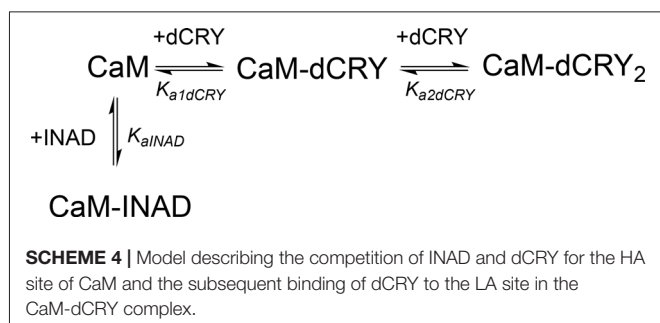 +dCRY +dCRY
CaM CaM-dCRY CaM-dCRY₂
Kₐ₁dCRY Kₐ₂dCRY
+INAD KaINAD
CaM-INAD
SCHEME 4 | Model describing the competition of INAD and dCRY for the HA
site of CaM and the subsequent binding of dCRY to the LA site in the
CaM-dCRY complex.